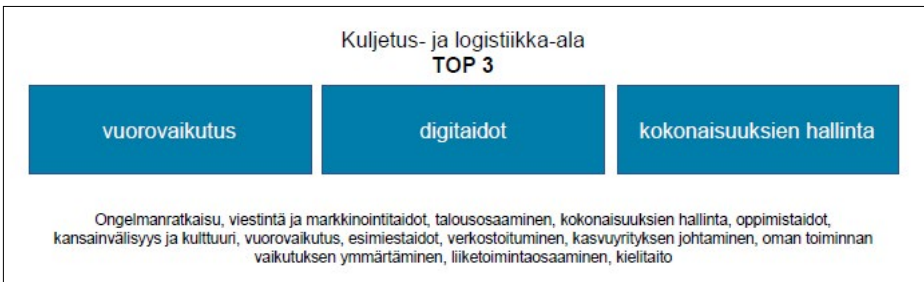 Kuljetus- ja logistiikka-ala
TOP 3
vuorovaikutus
digitaidot
kokonaisuuksien hallinta
Ongelmanratkaisu, viestintä ja markkinointitaidot, talousosaaminen, kokonaisuuksien hallinta, oppimistaidot,
kansainvälisyys ja kulttuuri, vuorovaikutus, esimiestaidot, verkostoituminen, kasvuyrityksen johtaminen, oman toiminnan
vaikutuksen ymmärtäminen, liiketoimintaosaaminen, kielitaito